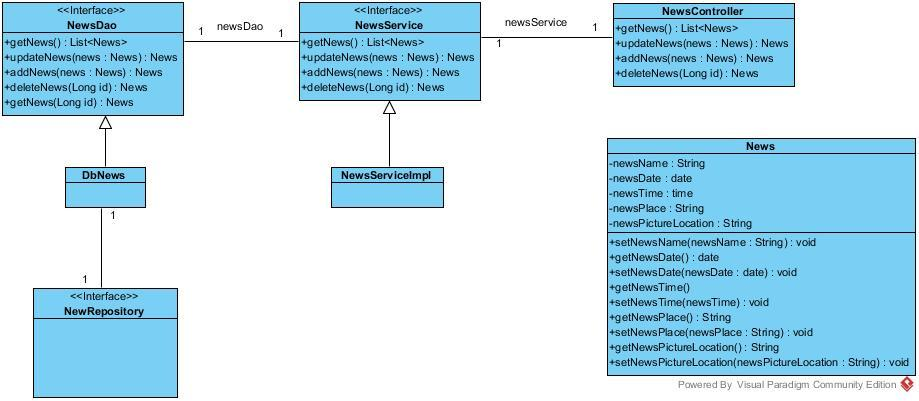 <<Interface>>
NewsDao
+getNews() : List<News>
+updateNews(news : News) : News
+addNews(news : News) : News
+deleteNews(Long id) : News
+getNews(Long id) : News
1
newsDao
1
<<Interface>>
NewsService
+getNews() : List<News>
+updateNews(news : News) : News
+addNews(news : News) : News
+deleteNews(Long id) : News
newsService
1
1
NewsController
+getNews() : List<News>
+updateNews(news : News) : News
+addNews(news : News) : News
+deleteNews(Long id) : News
DbNews
NewsServiceImpl
1
1
<<Interface>>
NewRepository
News
-newsName : String
-newsDate : date
-newsTime : time
-newsPlace : String
-newsPictureLocation : String
+setNewsName(newsName : String) : void
+getNewsDate() : date
+setNewsDate(newsDate : date) : void
+getNewsTime()
+setNewsTime(newsTime) : void
+getNewsPlace() : String
+setNewsPlace(newsPlace : String) : void
+getNewsPictureLocation() : String
+setNewsPictureLocation(newsPictureLocation : String) : void
Powered By Visual Paradigm Community Edition